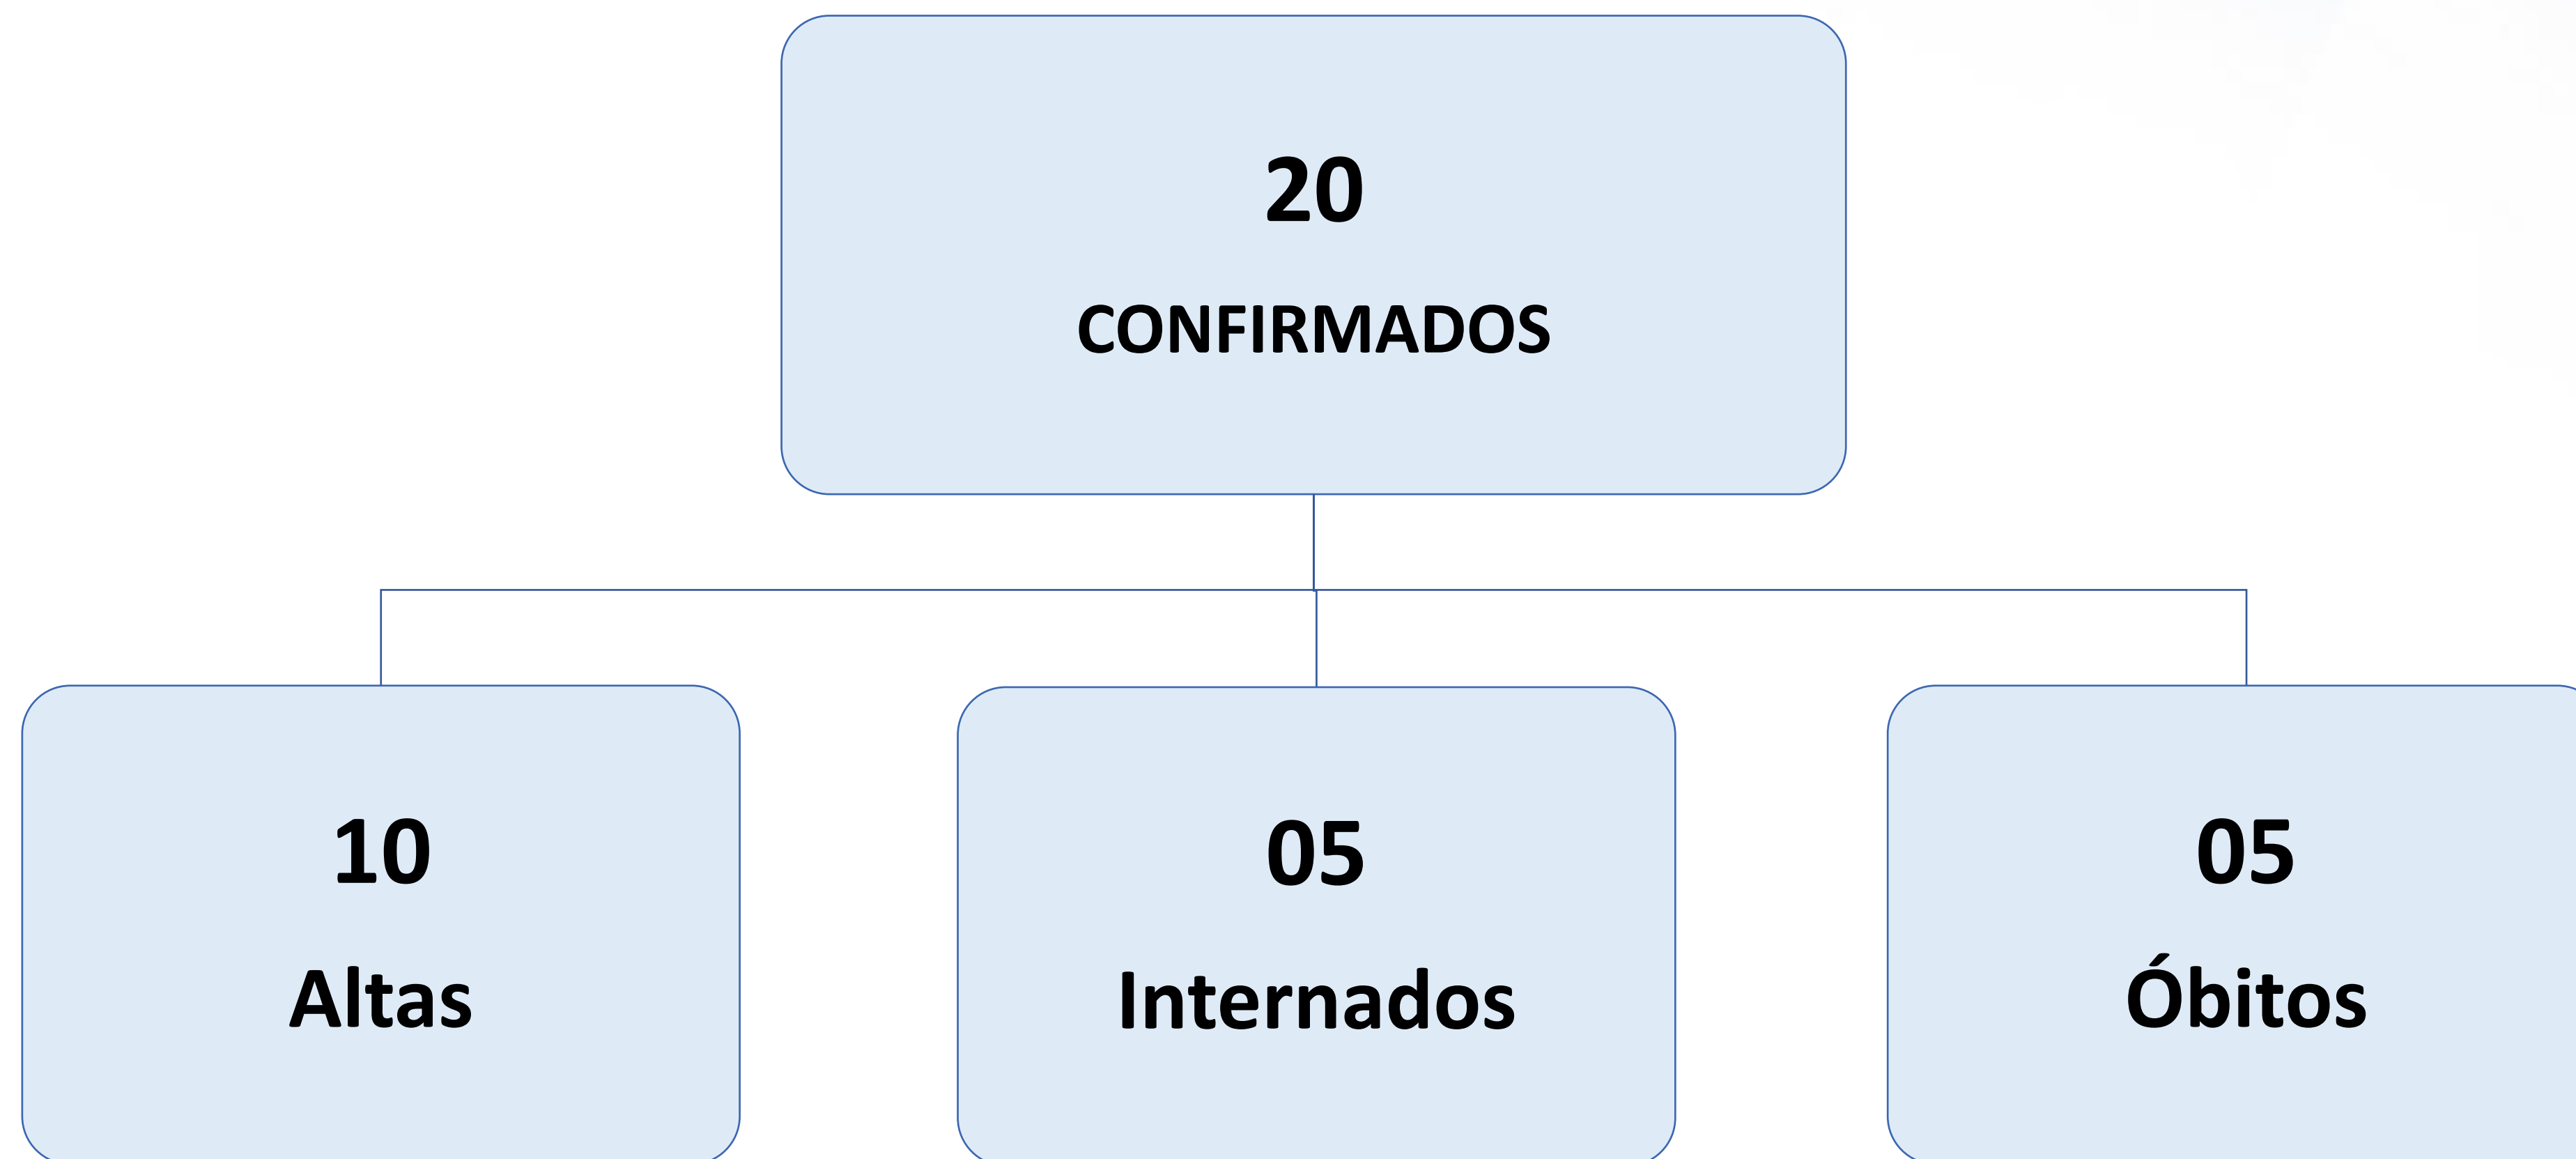 20
CONFIRMADOS
10
Altas
05
Internados
05
Óbitos